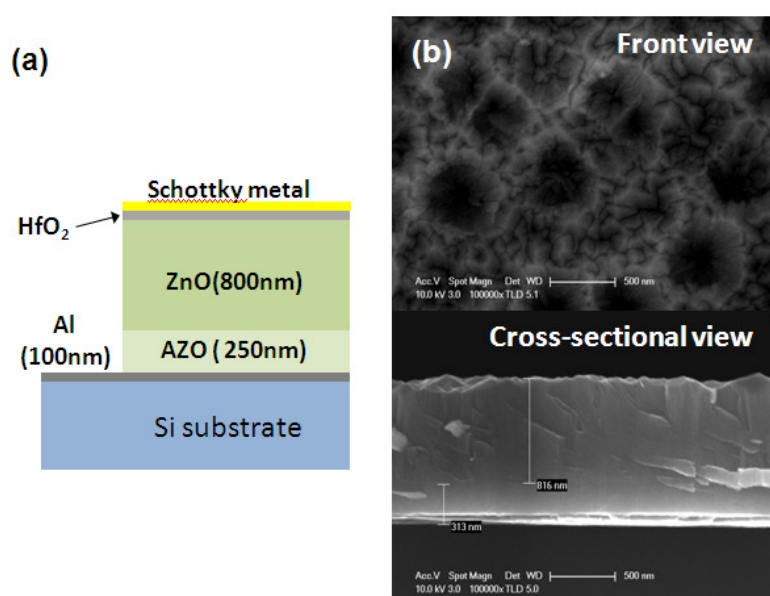 (a)
Schottky metal
HfO₂
ZnO(800nm)
Al
(100nm)
AZO ( 250nm)
Si substrate
(b)
Front view
Acc.V Spot Magn Det WD 500 nm
10.0 kV 3.0 100000x TLD 5.1
Cross-sectional view
816 nm
313 nm
Acc.V Spot Magn Det WD 500 nm
10.0 kV 3.0 100000x TLD 5.0